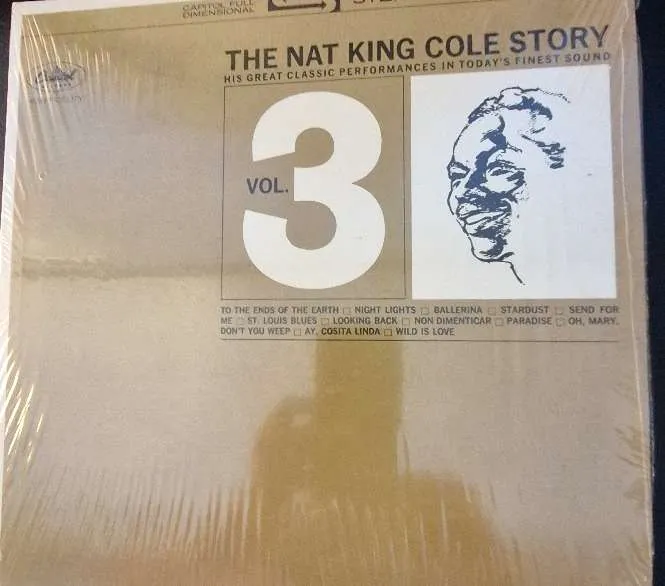 CAPITOL FULL
DIMENSIONAL
THE NAT KING COLE STORY
HIS GREAT CLASSIC PERFORMANCES IN TODAY'S FINEST SOUND
Capitol
VOL. 3
TO THE ENDS OF THE EARTH □ NIGHT LIGHTS □ BALLERINA □ STARDUST □ SEND FOR
ME □ ST. LOUIS BLUES □ LOOKING BACK □ NON DIMENTICAR □ PARADISE □ OH, MARY,
DON'T YOU WEEP □ AY, COSITA LINDA □ WILD IS LOVE